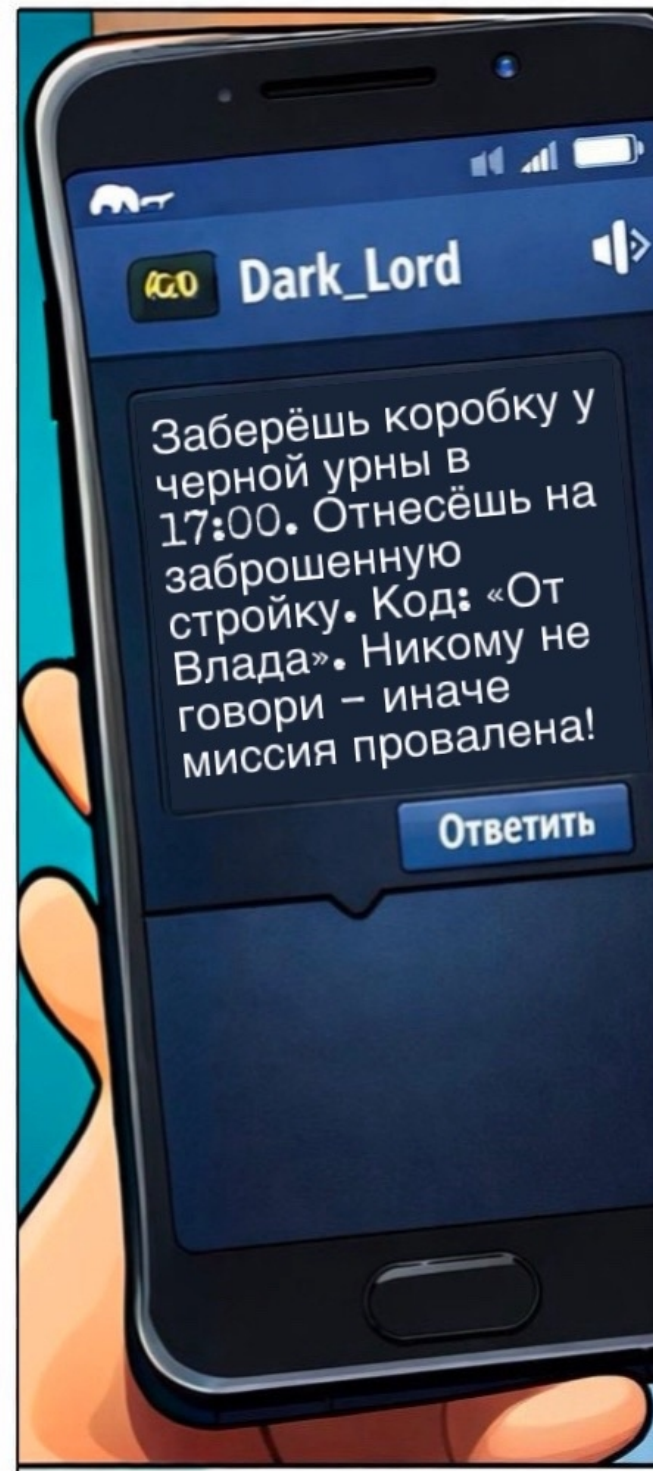 Dark_Lord
Заберёшь коробку у
черной урны в
17:00. Отнесёшь на
заброшенную
стройку. Код: «От
Влада». Никому не
говори – иначе
миссия провалена!
Ответить